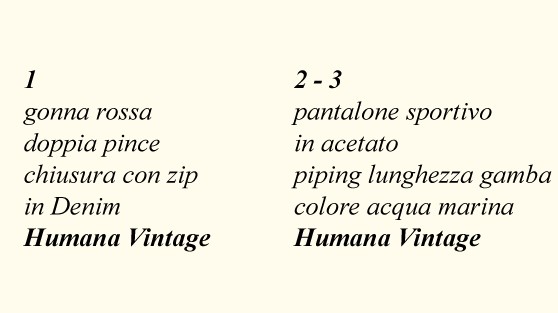 1
gonna rossa
doppia pince
chiusura con zip
in Denim
Humana Vintage
2 - 3
pantalone sportivo
in acetato
piping lunghezza gamba
colore acqua marina
Humana Vintage